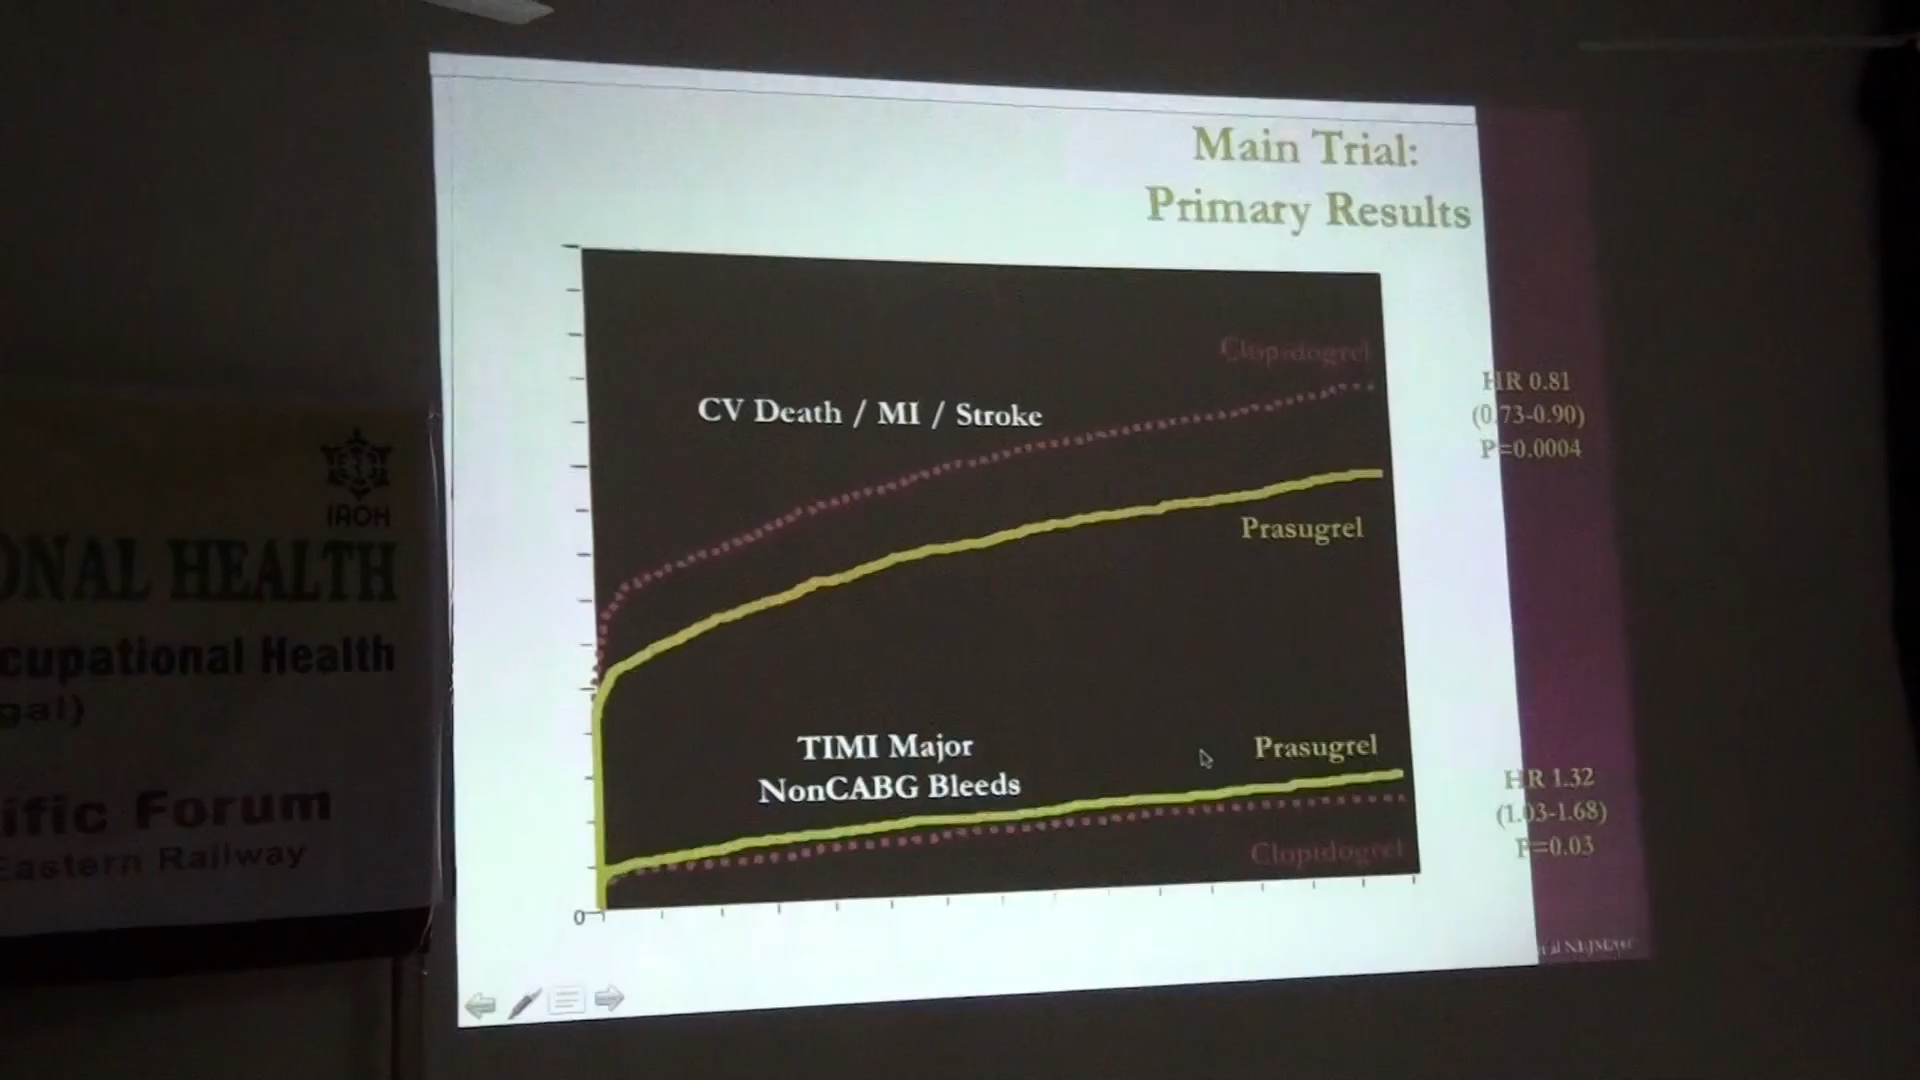 Main Trial:
Primary Results
Clopidogrel
CV Death / MI / Stroke
HR 0.81
(0.73-0.90)
P=0.0004
Prasugrel
TIMI Major
NonCABG Bleeds
Prasugrel
HR 1.32
(1.03-1.68)
P=0.03
Clopidogrel
0
al NEJM
IAOH
ONAL HEALTH
cupational Health
gal)
ific Forum
Eastern Railway